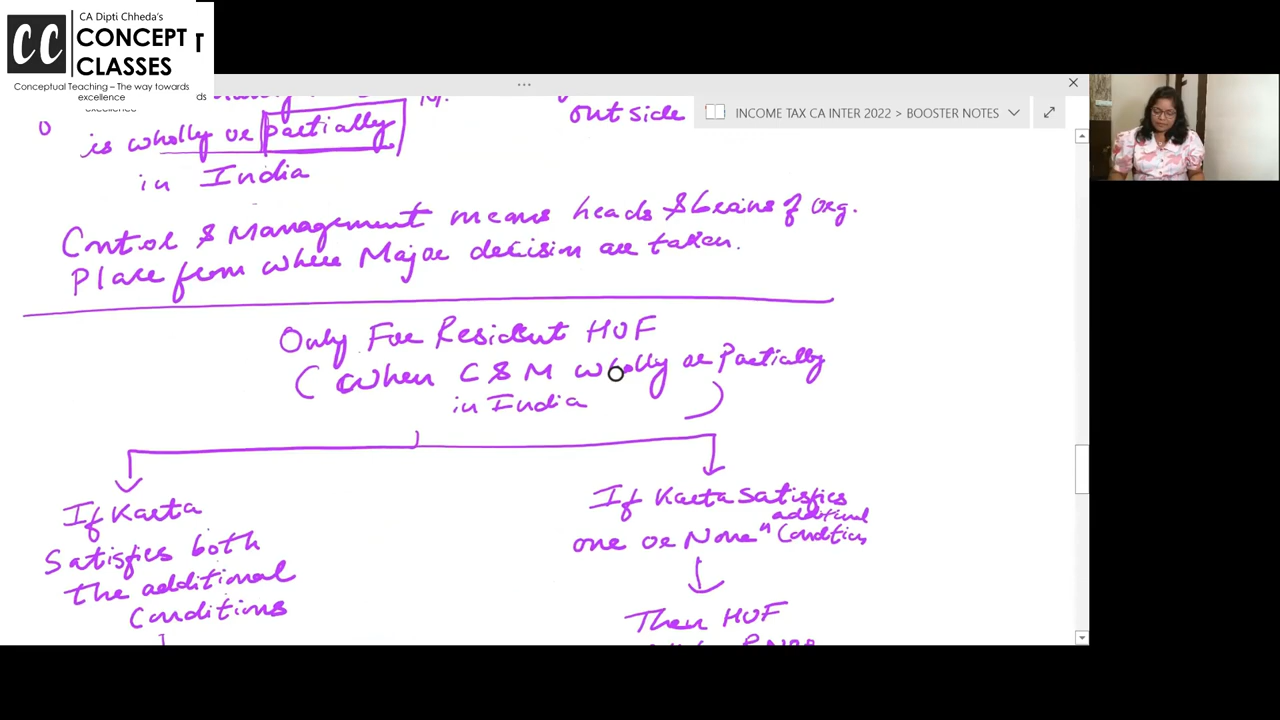 CA Dipti Chheda's
CC CONCEPT
CLASSES
Conceptual Teaching – The way towards
excellence
INCOME TAX CA INTER 2022 > BOOSTER NOTES
out side
is wholly or partially
in India
Control & Management means heads & brains of org.
Place from where Major decision are taken.
Only For Resident HUF
( When C & M wholly or Partially
in India )
If Karta
Satisfies both
the additional
Conditions
If Karta satisfies
one or None " additional Conditions
Then HUF